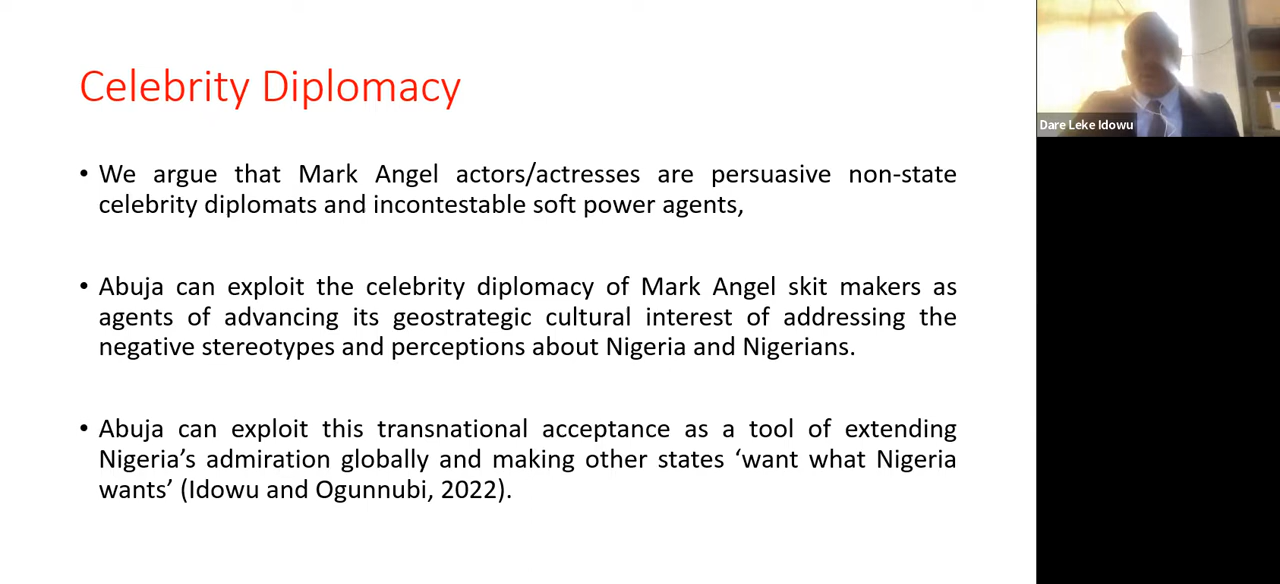 Celebrity Diplomacy
• We argue that Mark Angel actors/actresses are persuasive non-state
celebrity diplomats and incontestable soft power agents,
• Abuja can exploit the celebrity diplomacy of Mark Angel skit makers as
agents of advancing its geostrategic cultural interest of addressing the
negative stereotypes and perceptions about Nigeria and Nigerians.
• Abuja can exploit this transnational acceptance as a tool of extending
Nigeria’s admiration globally and making other states ‘want what Nigeria
wants’ (Idowu and Ogunnubi, 2022).
Dare Leke Idowu